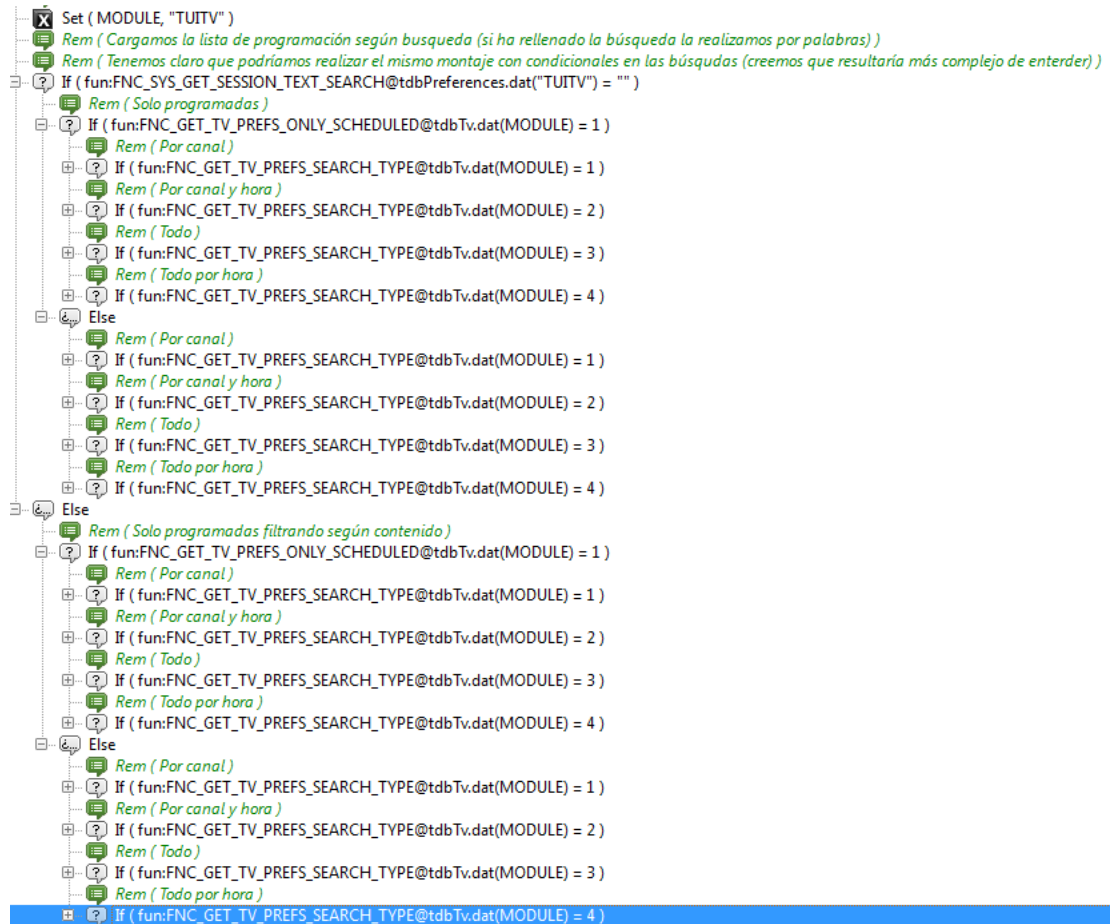 Set ( MODULE, "TUITV" )
Rem ( Cargamos la lista de programación según busqueda (si ha rellenado la búsqueda la realizamos por palabras) )
Rem ( Tenemos claro que podríamos realizar el mismo montaje con condicionales en las búsqudas (creemos que resultaría más complejo de enterder) )
If ( fun:FNC_SYS_GET_SESSION_TEXT_SEARCH@tdbPreferences.dat("TUITV") = "" )
Rem ( Solo programadas )
If ( fun:FNC_GET_TV_PREFS_ONLY_SCHEDULED@tdbTv.dat(MODULE) = 1 )
Rem ( Por canal )
If ( fun:FNC_GET_TV_PREFS_SEARCH_TYPE@tdbTv.dat(MODULE) = 1 )
Rem ( Por canal y hora )
If ( fun:FNC_GET_TV_PREFS_SEARCH_TYPE@tdbTv.dat(MODULE) = 2 )
Rem ( Todo )
If ( fun:FNC_GET_TV_PREFS_SEARCH_TYPE@tdbTv.dat(MODULE) = 3 )
Rem ( Todo por hora )
If ( fun:FNC_GET_TV_PREFS_SEARCH_TYPE@tdbTv.dat(MODULE) = 4 )
Else
Rem ( Por canal )
If ( fun:FNC_GET_TV_PREFS_SEARCH_TYPE@tdbTv.dat(MODULE) = 1 )
Rem ( Por canal y hora )
If ( fun:FNC_GET_TV_PREFS_SEARCH_TYPE@tdbTv.dat(MODULE) = 2 )
Rem ( Todo )
If ( fun:FNC_GET_TV_PREFS_SEARCH_TYPE@tdbTv.dat(MODULE) = 3 )
Rem ( Todo por hora )
If ( fun:FNC_GET_TV_PREFS_SEARCH_TYPE@tdbTv.dat(MODULE) = 4 )
Else
Rem ( Solo programadas filtrando según contenido )
If ( fun:FNC_GET_TV_PREFS_ONLY_SCHEDULED@tdbTv.dat(MODULE) = 1 )
Rem ( Por canal )
If ( fun:FNC_GET_TV_PREFS_SEARCH_TYPE@tdbTv.dat(MODULE) = 1 )
Rem ( Por canal y hora )
If ( fun:FNC_GET_TV_PREFS_SEARCH_TYPE@tdbTv.dat(MODULE) = 2 )
Rem ( Todo )
If ( fun:FNC_GET_TV_PREFS_SEARCH_TYPE@tdbTv.dat(MODULE) = 3 )
Rem ( Todo por hora )
If ( fun:FNC_GET_TV_PREFS_SEARCH_TYPE@tdbTv.dat(MODULE) = 4 )
Else
Rem ( Por canal )
If ( fun:FNC_GET_TV_PREFS_SEARCH_TYPE@tdbTv.dat(MODULE) = 1 )
Rem ( Por canal y hora )
If ( fun:FNC_GET_TV_PREFS_SEARCH_TYPE@tdbTv.dat(MODULE) = 2 )
Rem ( Todo )
If ( fun:FNC_GET_TV_PREFS_SEARCH_TYPE@tdbTv.dat(MODULE) = 3 )
Rem ( Todo por hora )
If ( fun:FNC_GET_TV_PREFS_SEARCH_TYPE@tdbTv.dat(MODULE) = 4 )